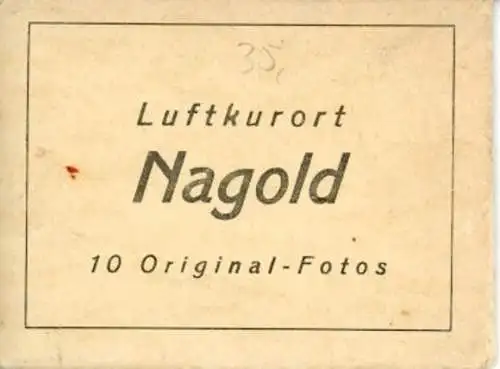 35,
Luftkurort
Nagold
10 Original-Fotos